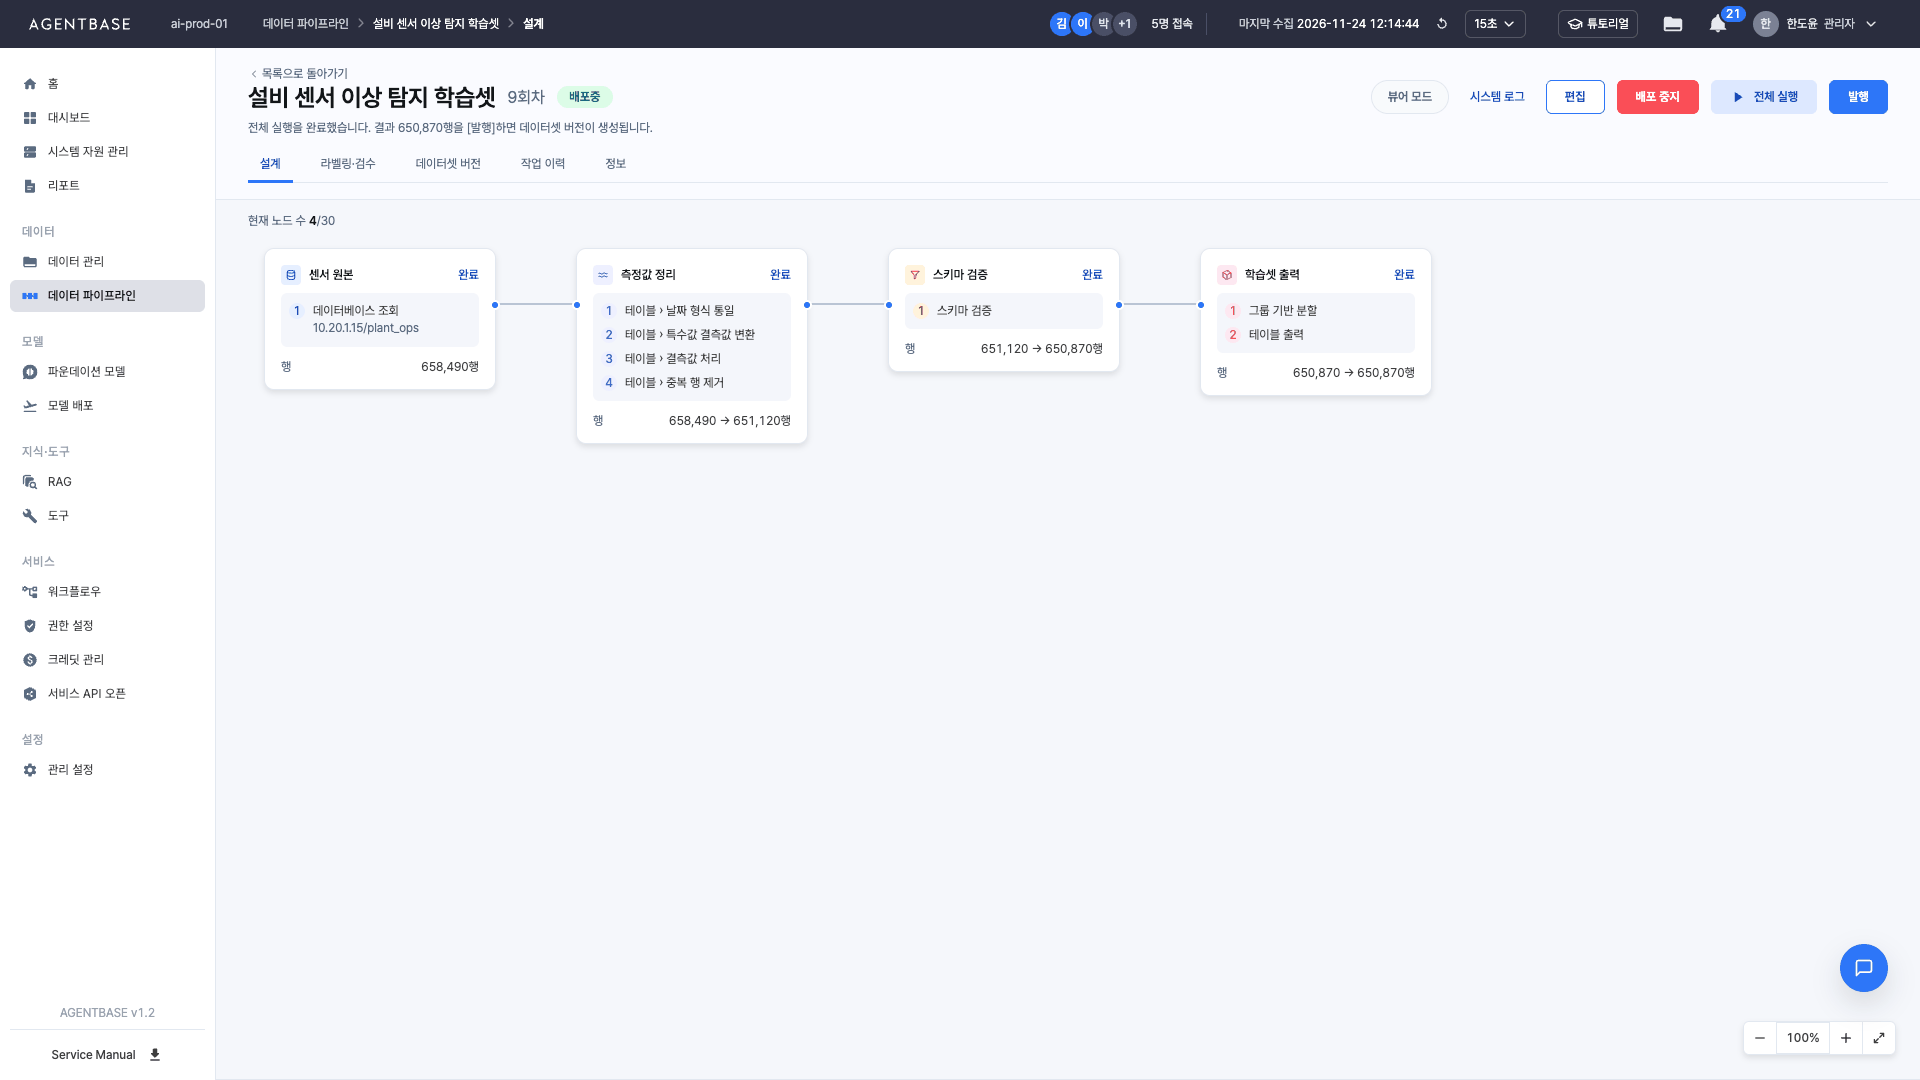 AGENTBASE
ai-prod-01
데이터 파이프라인 > 설비 센서 이상 탐지 학습셋 > 설계
김 이 박 +1 5명 접속
마지막 수집 2026-11-24 12:14:44
15초
튜토리얼
21
한 한도윤 관리자
홈
대시보드
시스템 자원 관리
리포트
데이터
데이터 관리
데이터 파이프라인
모델
파운데이션 모델
모델 배포
지식·도구
RAG
도구
서비스
워크플로우
권한 설정
크레딧 관리
서비스 API 오픈
설정
관리 설정
AGENTBASE v1.2
Service Manual
목록으로 돌아가기
설비 센서 이상 탐지 학습셋 9회차 배포중
전체 실행을 완료했습니다. 결과 650,870행을 [발행]하면 데이터셋 버전이 생성됩니다.
뷰어 모드
시스템 로그
편집
배포 중지
전체 실행
발행
설계
라벨링·검수
데이터셋 버전
작업 이력
정보
현재 노드 수 4/30
센서 원본 완료
1 데이터베이스 조회
10.20.1.15/plant_ops
행 658,490행
측정값 정리 완료
1 테이블 › 날짜 형식 통일
2 테이블 › 특수값 결측값 변환
3 테이블 › 결측값 처리
4 테이블 › 중복 행 제거
행 658,490 → 651,120행
스키마 검증 완료
1 스키마 검증
행 651,120 → 650,870행
학습셋 출력 완료
1 그룹 기반 분할
2 테이블 출력
행 650,870 → 650,870행
100%